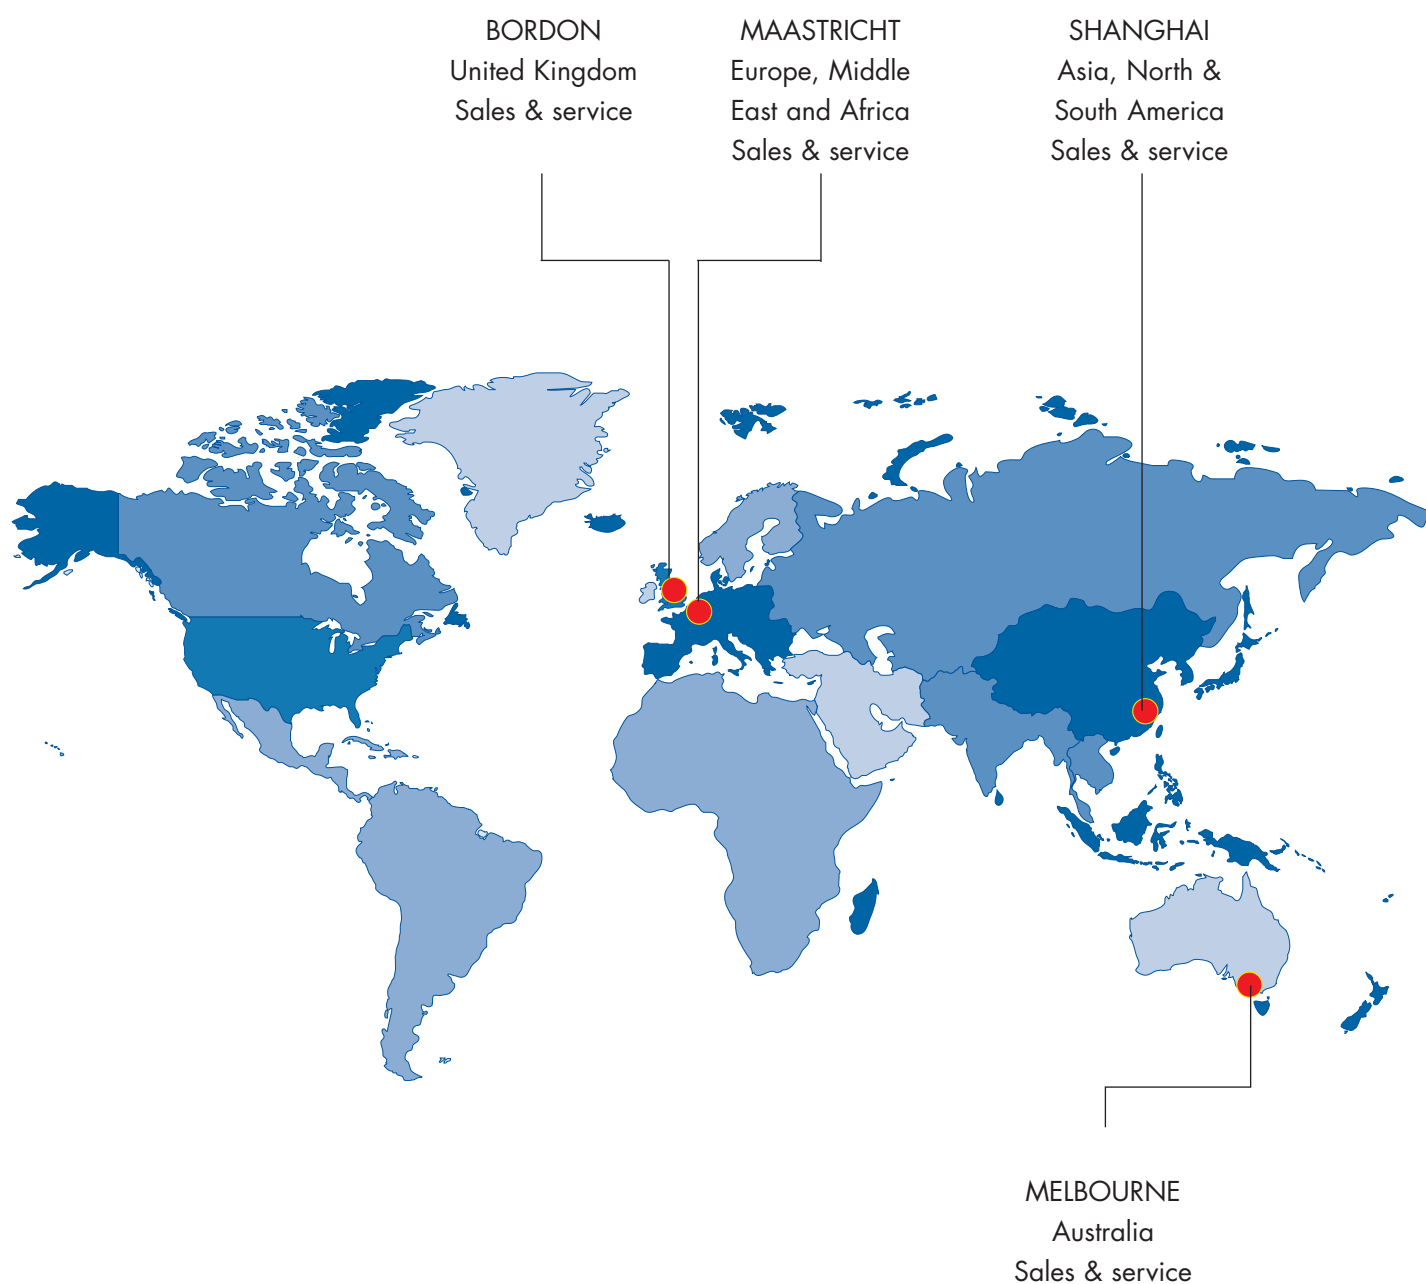 BORDON
United Kingdom
Sales & service
MAASTRICHT
Europe, Middle
East and Africa
Sales & service
SHANGHAI
Asia, North &
South America
Sales & service
MELBOURNE
Australia
Sales & service